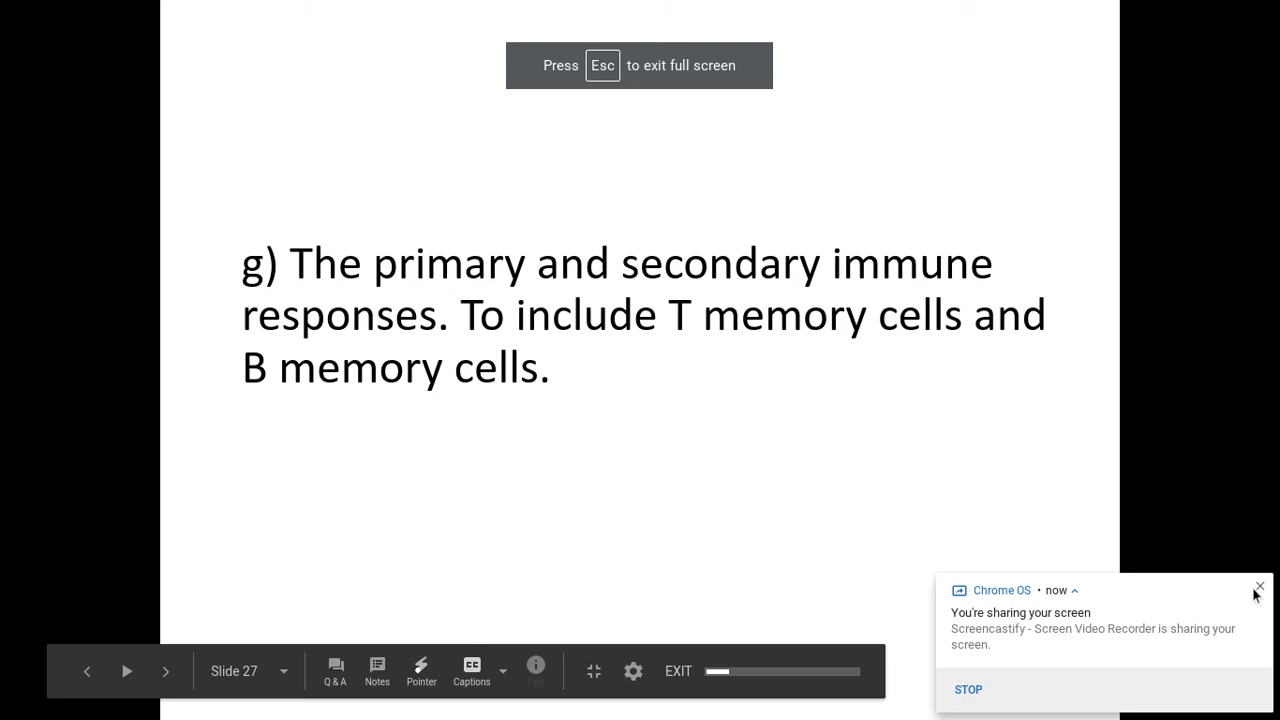 Press Esc to exit full screen
g) The primary and secondary immune
responses. To include T memory cells and
B memory cells.
Chrome OS • now
You're sharing your screen
Screencastify - Screen Video Recorder is sharing your
screen.
STOP
Slide 27
Q & A
Notes
Pointer
CC
Captions
Tips
EXIT